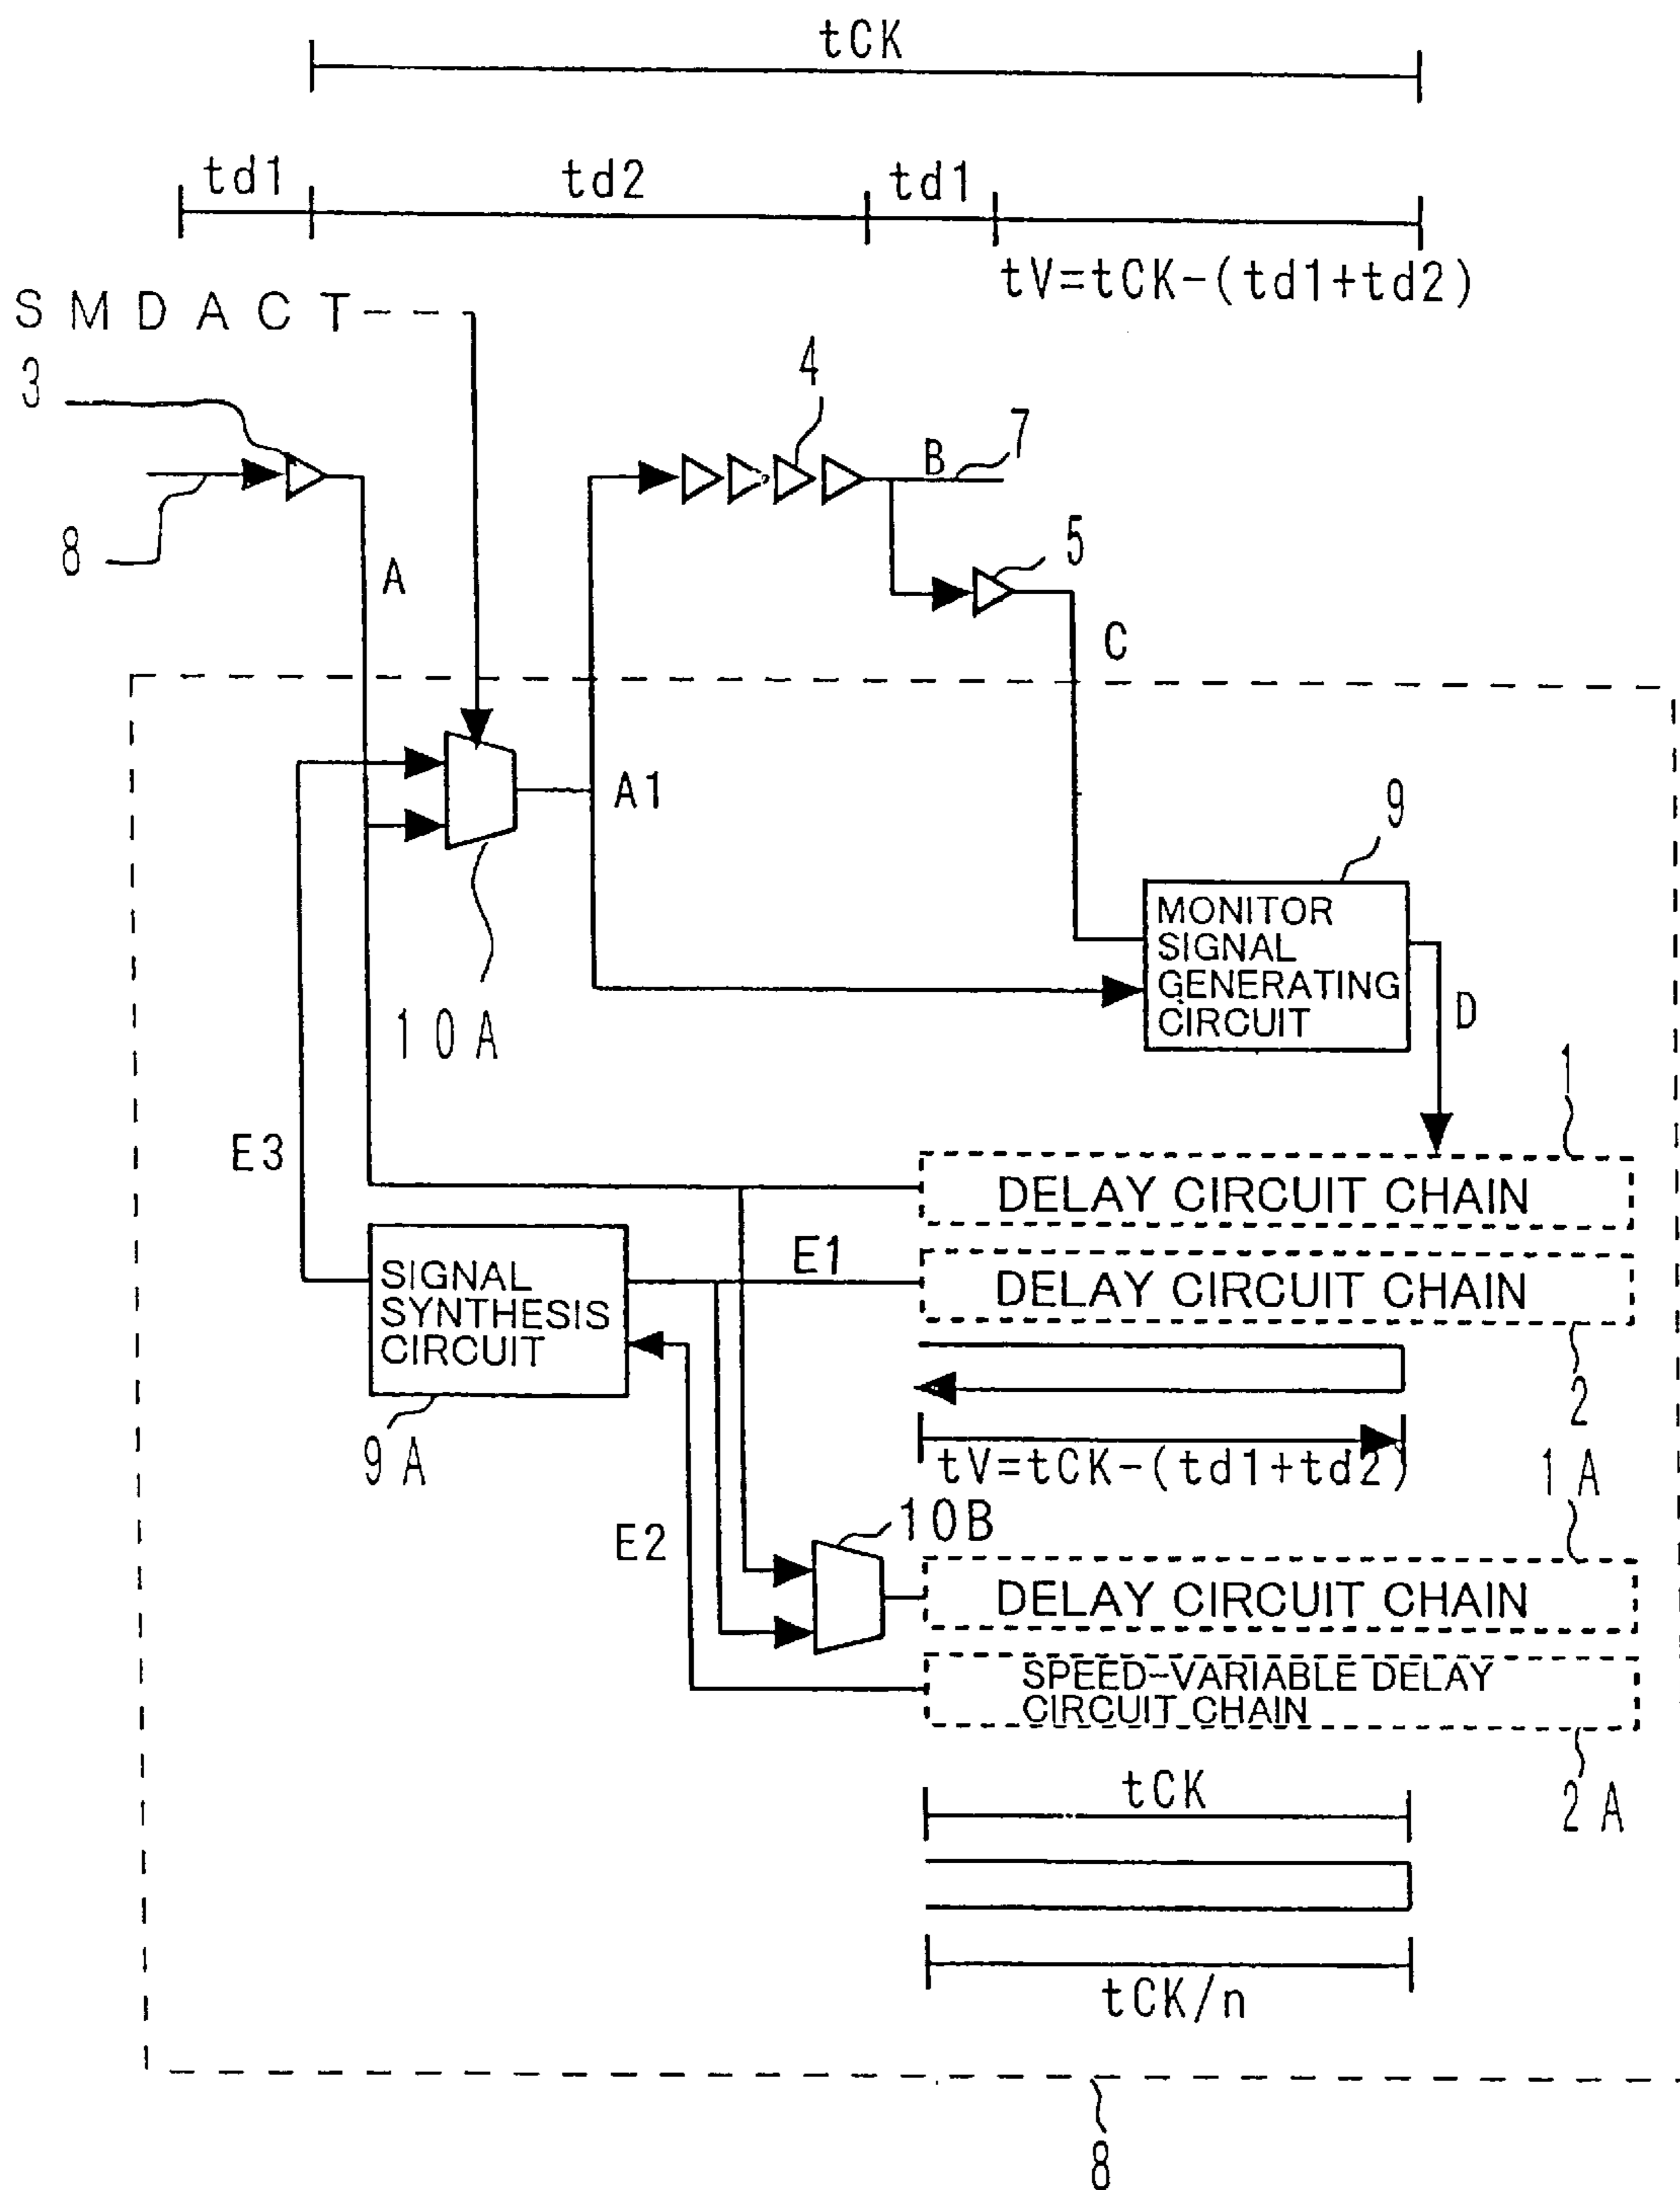 tCK
td1 td2 td1
tV=tCK-(td1+td2)
SMDACT
3
4
7
B
8
A
5
C
A1
9
MONITOR
SIGNAL
GENERATING
CIRCUIT
D
10A
1
E3
DELAY CIRCUIT CHAIN
E1
SIGNAL
SYNTHESIS
CIRCUIT
DELAY CIRCUIT CHAIN
2
9A
tV=tCK-(td1+td2)
1A
E2
10B
DELAY CIRCUIT CHAIN
SPEED-VARIABLE DELAY
CIRCUIT CHAIN
tCK
2A
tCK/n
8